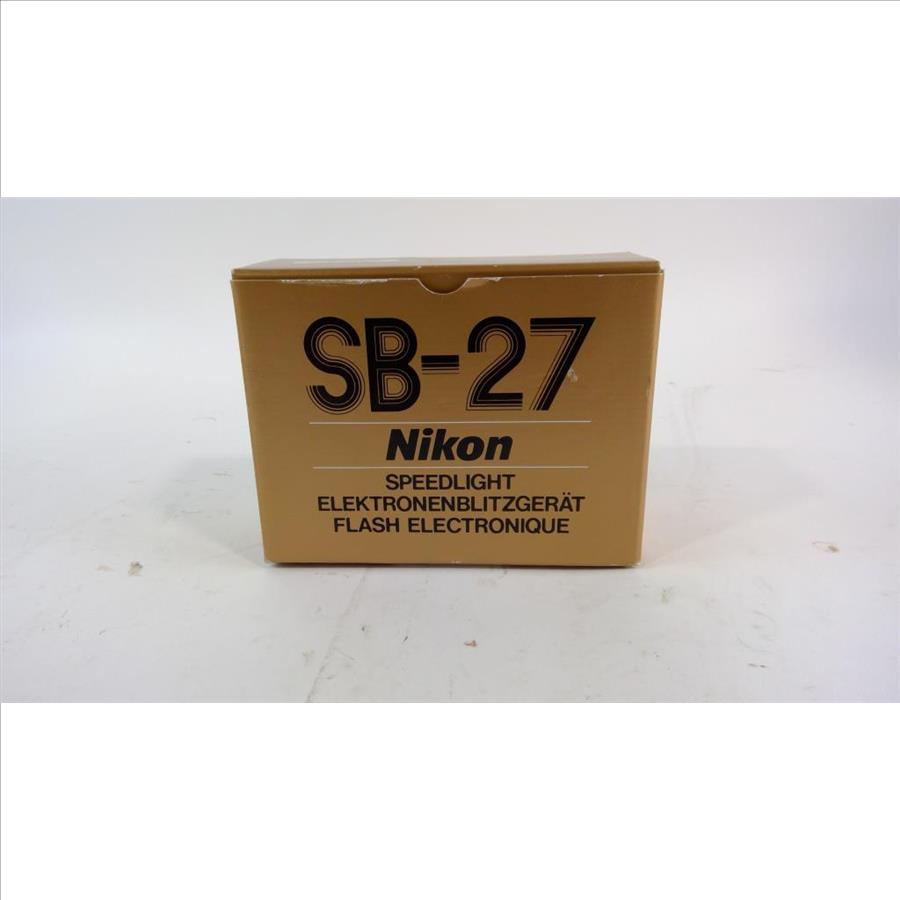 SB-27
Nikon
SPEEDLIGHT
ELEKTRONENBLITZGERÄT
FLASH ELECTRONIQUE